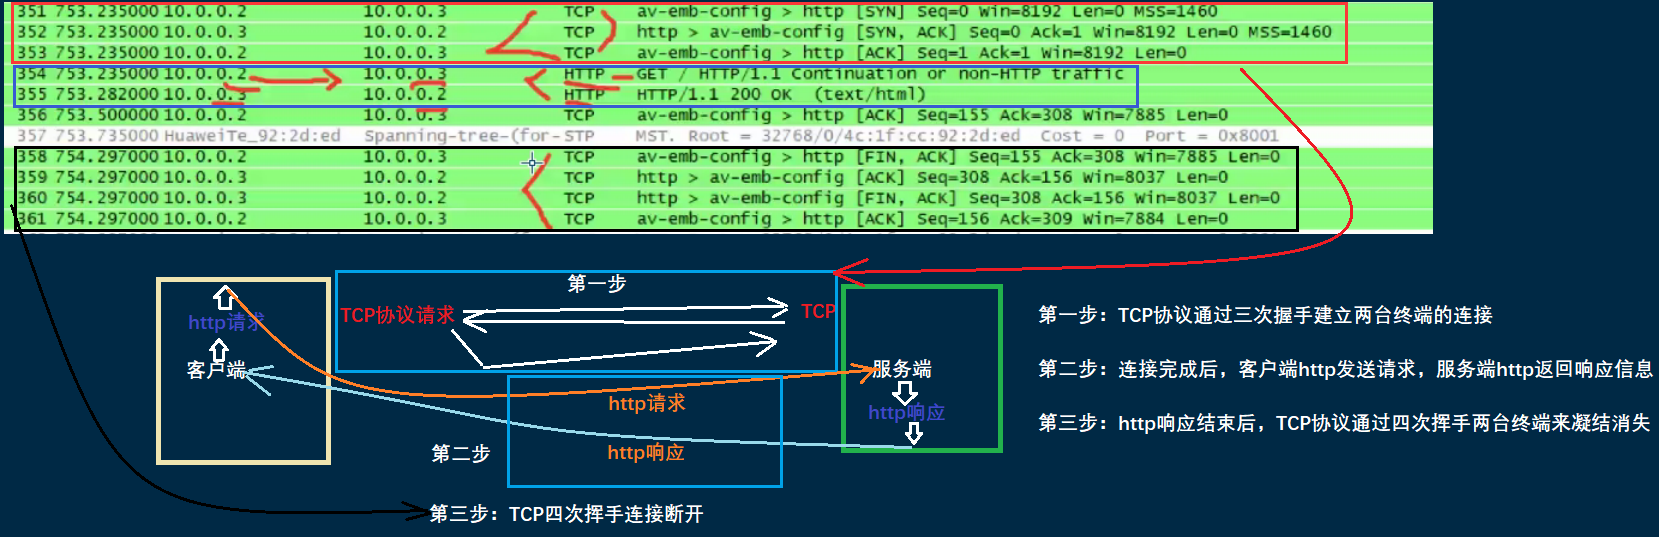 351 753.235000 10.0.0.2 10.0.0.3 TCP av-emb-config > http [SYN] Seq=0 Win=8192 Len=0 MSS=1460
352 753.235000 10.0.0.3 10.0.0.2 TCP http > av-emb-config [SYN, ACK] Seq=0 Ack=1 Win=8192 Len=0 MSS=1460
353 753.235000 10.0.0.2 10.0.0.3 TCP av-emb-config > http [ACK] Seq=1 Ack=1 Win=8192 Len=0
354 753.235000 10.0.0.2 10.0.0.3 HTTP GET / HTTP/1.1 Continuation or non-HTTP traffic
355 753.282000 10.0.0.3 10.0.0.2 HTTP HTTP/1.1 200 OK (text/html)
356 753.500000 10.0.0.2 10.0.0.3 TCP av-emb-config > http [ACK] Seq=155 Ack=308 Win=7885 Len=0
357 753.735000 HuaweiTe_92:2d:ed Spanning-tree-(for- STP MST. Root = 32768/0/4c:1f:cc:92:2d:ed Cost = 0 Port = 0x8001
358 754.297000 10.0.0.2 10.0.0.3 TCP av-emb-config > http [FIN, ACK] Seq=155 Ack=308 Win=7885 Len=0
359 754.297000 10.0.0.3 10.0.0.2 TCP http > av-emb-config [ACK] Seq=308 Ack=156 Win=8037 Len=0
360 754.297000 10.0.0.3 10.0.0.2 TCP http > av-emb-config [FIN, ACK] Seq=308 Ack=156 Win=8037 Len=0
361 754.297000 10.0.0.2 10.0.0.3 TCP av-emb-config > http [ACK] Seq=156 Ack=309 Win=7884 Len=0
第一步
http请求
TCP协议请求
TCP
客户端
服务端
http请求
http响应
http响应
第二步
第三步：TCP四次挥手连接断开
第一步：TCP协议通过三次握手建立两台终端的连接
第二步：连接完成后，客户端http发送请求，服务端http返回响应信息
第三步：http响应结束后，TCP协议通过四次挥手两台终端来凝结消失